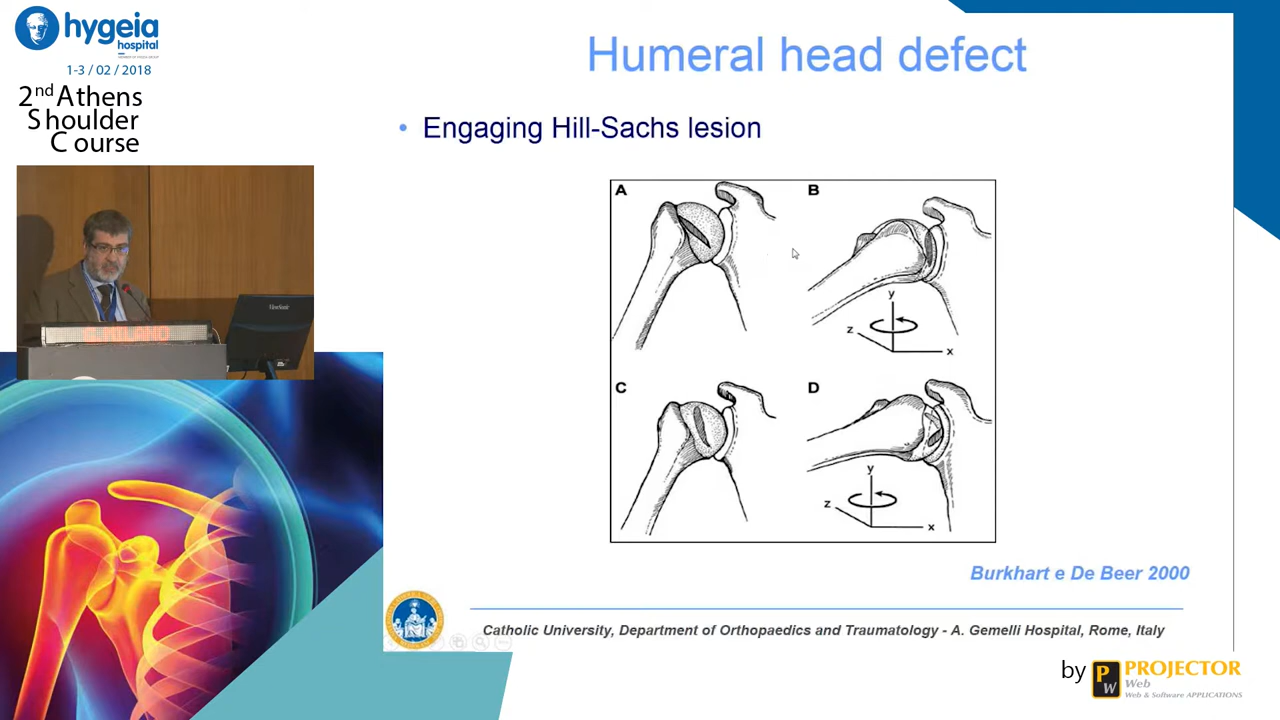 hygeia
hospital
1-3 / 02 / 2018
2nd Athens
Shoulder
Course
Humeral head defect
• Engaging Hill-Sachs lesion
A
B
y
z
x
C
D
y
z
x
Burkhart e De Beer 2000
Catholic University, Department of Orthopaedics and Traumatology - A. Gemelli Hospital, Rome, Italy
by
PW
PROJECTOR
Web
Web & Software APPLICATIONS
ViewSonic